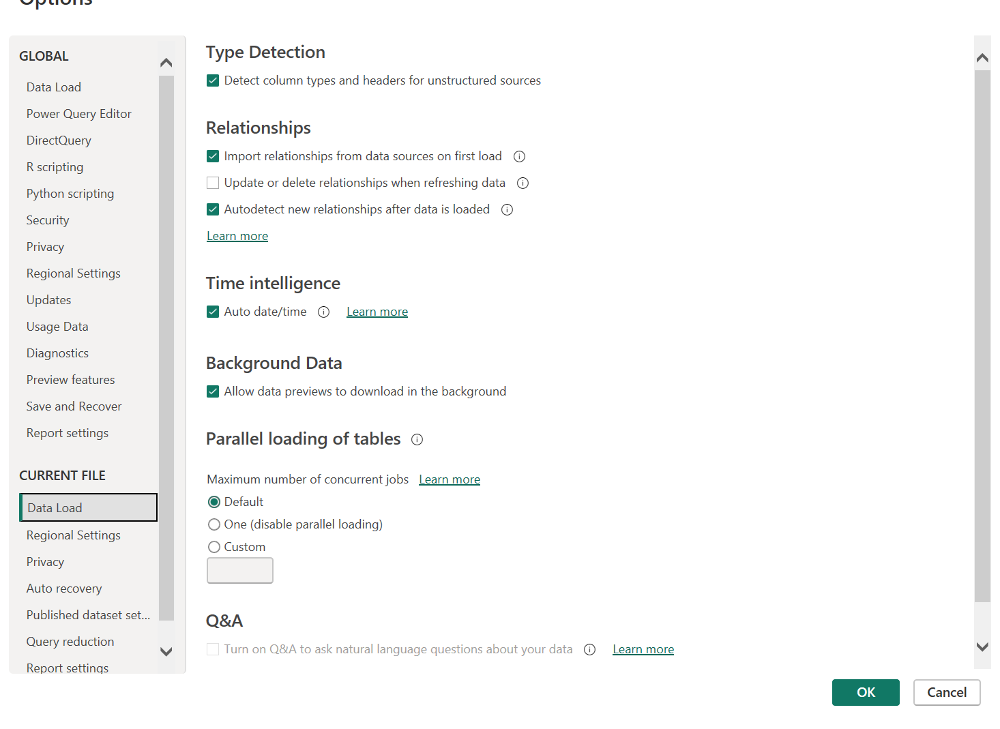 Options
GLOBAL
Data Load
Power Query Editor
DirectQuery
R scripting
Python scripting
Security
Privacy
Regional Settings
Updates
Usage Data
Diagnostics
Preview features
Save and Recover
Report settings
CURRENT FILE
Data Load
Regional Settings
Privacy
Auto recovery
Published dataset set...
Query reduction
Report settings
Type Detection
Detect column types and headers for unstructured sources
Relationships
Import relationships from data sources on first load
Update or delete relationships when refreshing data
Autodetect new relationships after data is loaded
Learn more
Time intelligence
Auto date/time Learn more
Background Data
Allow data previews to download in the background
Parallel loading of tables
Maximum number of concurrent jobs Learn more
Default
One (disable parallel loading)
Custom
Q&A
Turn on Q&A to ask natural language questions about your data Learn more
OK Cancel